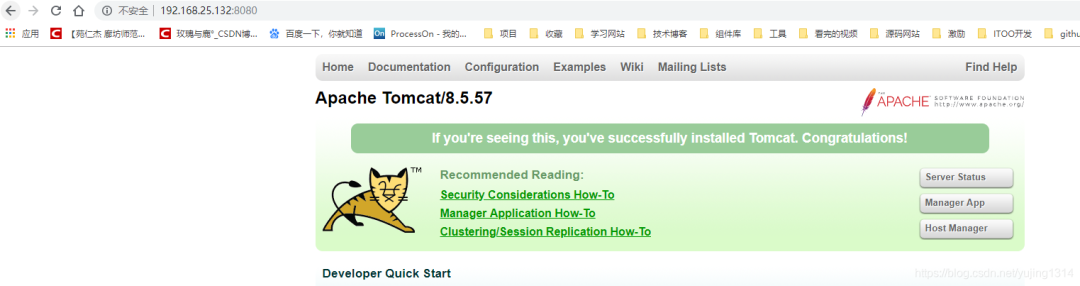 不安全 | 192.168.25.132:8080
应用 【苑仁杰 廊坊师范... 玫瑰与鹿"_CSDN博... 百度一下，你就知道 ProcessOn - 我的... 项目 收藏 学习网站 技术博客 组件库 工具 看亮的视频 源码网站 激励 ITOO开发 githu
Home Documentation Configuration Examples Wiki Mailing Lists Find Help
Apache Tomcat/8.5.57
THE APACHE SOFTWARE FOUNDATION
http://www.apache.org/
If you're seeing this, you've successfully installed Tomcat. Congratulations!
TM
Recommended Reading:
Security Considerations How-To
Manager Application How-To
Clustering/Session Replication How-To
Server Status
Manager App
Host Manager
Developer Quick Start
https://blog.csdn.net/yujing1314